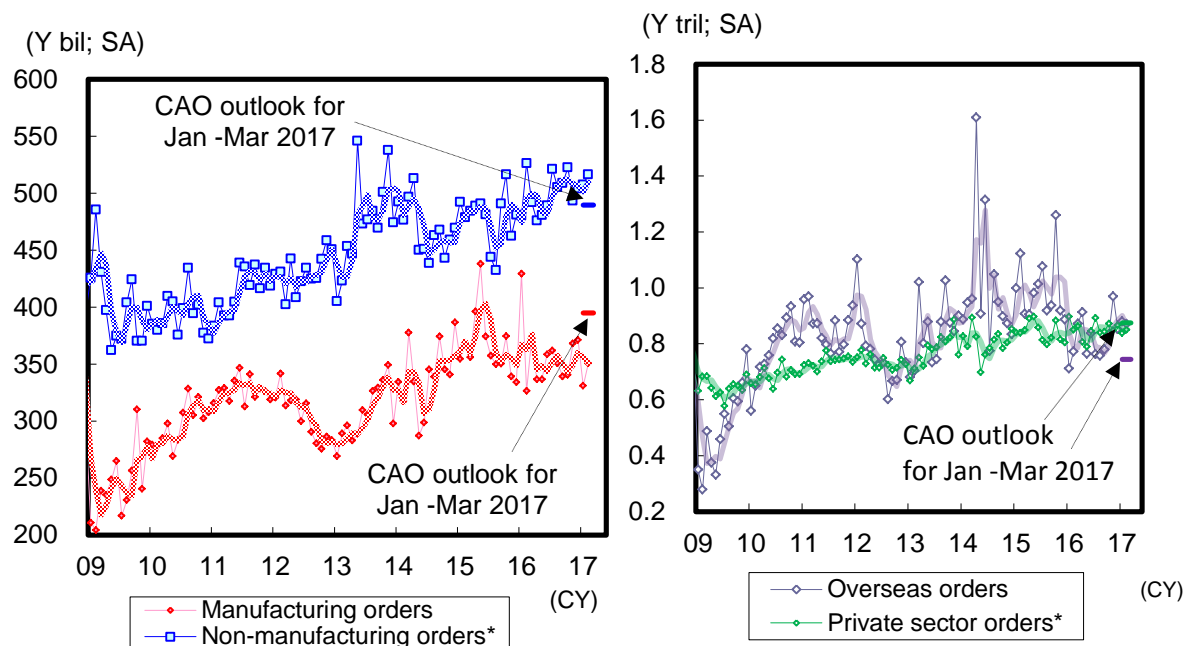 (Y bil; SA)
600
550
500
450
400
350
300
250
200
CAO outlook for
Jan -Mar 2017
CAO outlook for
Jan -Mar 2017
09 10 11 12 13 14 15 16 17
(CY)
Manufacturing orders
Non-manufacturing orders*
(Y tril; SA)
1.8
1.6
1.4
1.2
1.0
0.8
0.6
0.4
0.2
CAO outlook
for Jan -Mar 2017
09 10 11 12 13 14 15 16 17
(CY)
Overseas orders
Private sector orders*